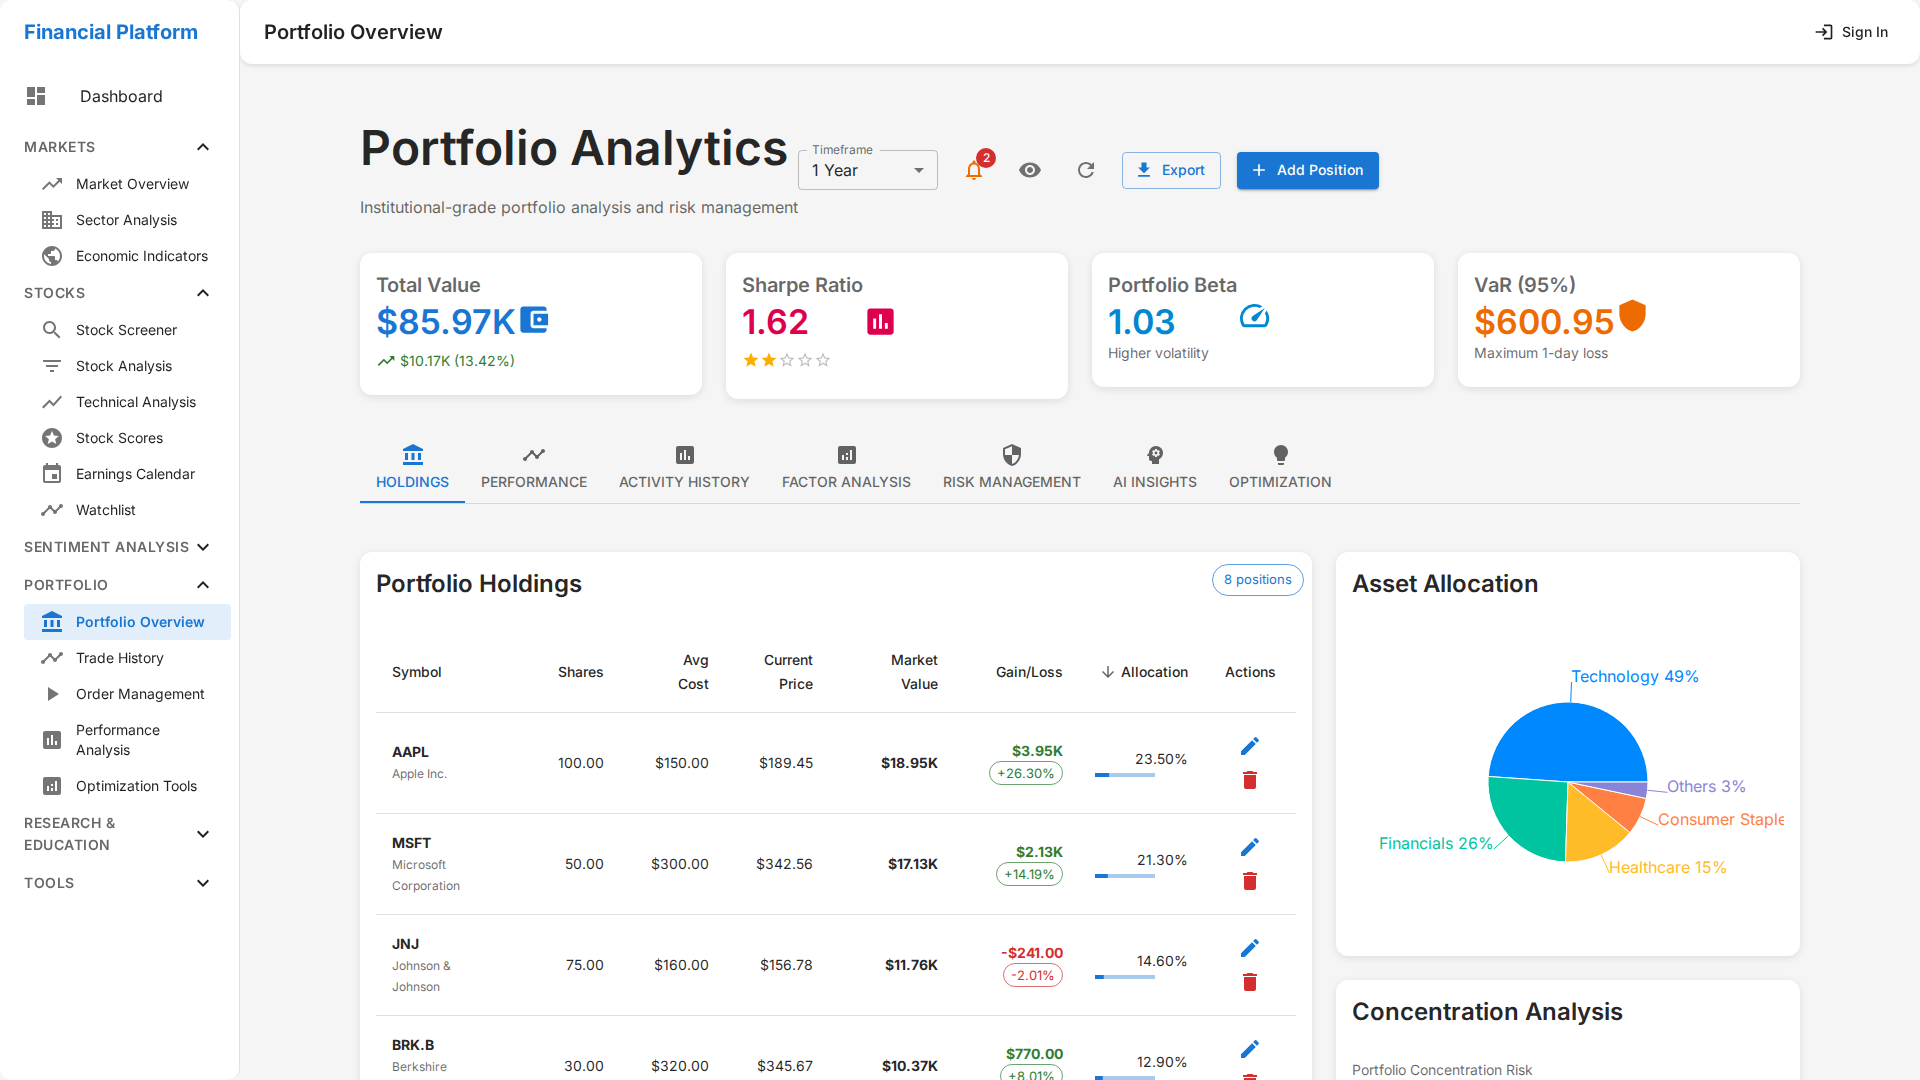 Financial Platform
Portfolio Overview
Sign In
Dashboard
MARKETS
Market Overview
Sector Analysis
Economic Indicators
STOCKS
Stock Screener
Stock Analysis
Technical Analysis
Stock Scores
Earnings Calendar
Watchlist
SENTIMENT ANALYSIS
PORTFOLIO
Portfolio Overview
Trade History
Order Management
Performance
Analysis
Optimization Tools
RESEARCH &
EDUCATION
TOOLS
Portfolio Analytics
Institutional-grade portfolio analysis and risk management
Timeframe
1 Year
2
Export
Add Position
Total Value
$85.97K
$10.17K (13.42%)
Sharpe Ratio
1.62
Portfolio Beta
1.03
Higher volatility
VaR (95%)
$600.95
Maximum 1-day loss
HOLDINGS
PERFORMANCE
ACTIVITY HISTORY
FACTOR ANALYSIS
RISK MANAGEMENT
AI INSIGHTS
OPTIMIZATION
Portfolio Holdings
8 positions
Symbol
Shares
Avg
Cost
Current
Price
Market
Value
Gain/Loss
Allocation
Actions
AAPL
Apple Inc.
100.00
$150.00
$189.45
$18.95K
$3.95K
+26.30%
23.50%
MSFT
Microsoft
Corporation
50.00
$300.00
$342.56
$17.13K
$2.13K
+14.19%
21.30%
JNJ
Johnson &
Johnson
75.00
$160.00
$156.78
$11.76K
-$241.00
-2.01%
14.60%
BRK.B
Berkshire
30.00
$320.00
$345.67
$10.37K
$770.00
+8.01%
12.90%
Asset Allocation
Technology 49%
Others 3%
Consumer Staple
Financials 26%
Healthcare 15%
Concentration Analysis
Portfolio Concentration Risk